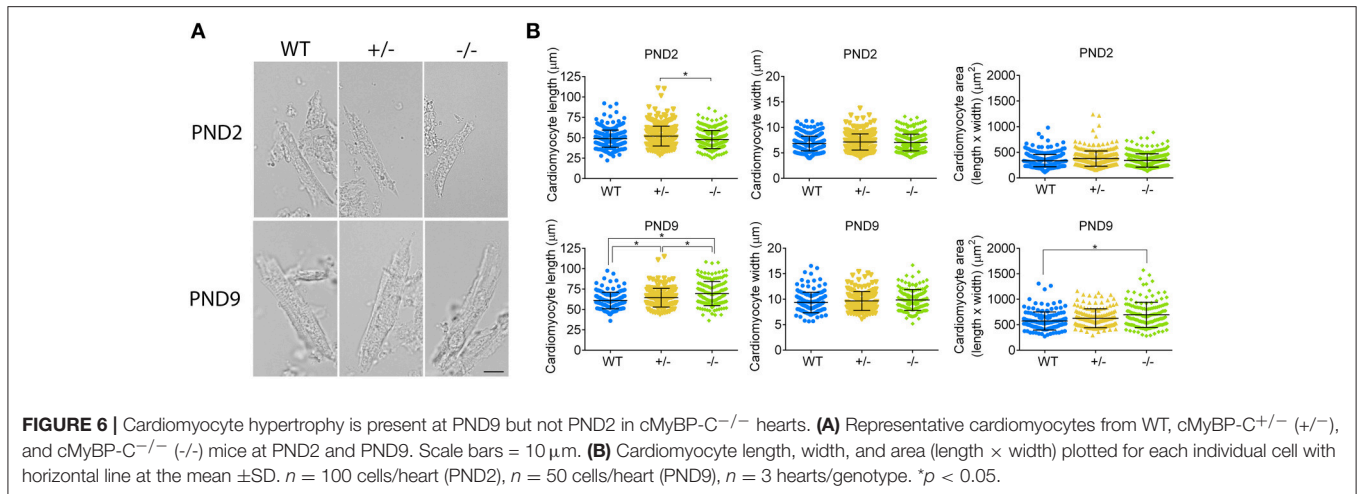 A
B
WT +/- -/-
PND2
PND9
PND2
Cardiomyocyte length (μm)
125
100
75
50
25
0
*
WT +/- -/-
PND2
Cardiomyocyte width (μm)
20
15
10
5
0
WT +/- -/-
PND2
Cardiomyocyte area
(length x width) (μm²)
2000
1500
1000
500
0
WT +/- -/-
PND9
Cardiomyocyte length (μm)
125
100
75
50
25
0
*
* *
WT +/- -/-
PND9
Cardiomyocyte width (μm)
20
15
10
5
0
WT +/- -/-
PND9
Cardiomyocyte area
(length x width) (μm²)
2000
1500
1000
500
0
*
WT +/- -/-
FIGURE 6 | Cardiomyocyte hypertrophy is present at PND9 but not PND2 in cMyBP-C−/− hearts. (A) Representative cardiomyocytes from WT, cMyBP-C+/− (+/−),
and cMyBP-C−/− (-/-) mice at PND2 and PND9. Scale bars = 10 μm. (B) Cardiomyocyte length, width, and area (length × width) plotted for each individual cell with
horizontal line at the mean ±SD. n = 100 cells/heart (PND2), n = 50 cells/heart (PND9), n = 3 hearts/genotype. *p < 0.05.